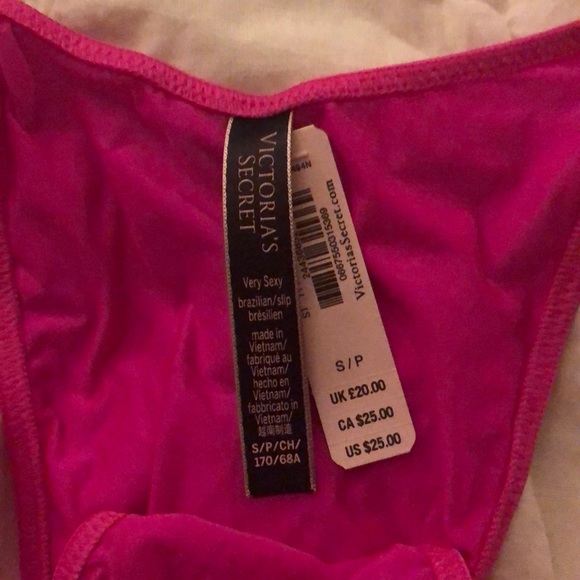 VICTORIA'S
SECRET
Very Sexy
brazilian/slip
brésilien
made in
Vietnam/
fabriqué au
Vietnam/
hecho en
Vietnam/
fabbricato in
Vietnam/
越南制造
S/P/CH/
170/68A
VictoriasSecret.com
0667550315369
S/P
UK £20.00
CA $25.00
US $25.00